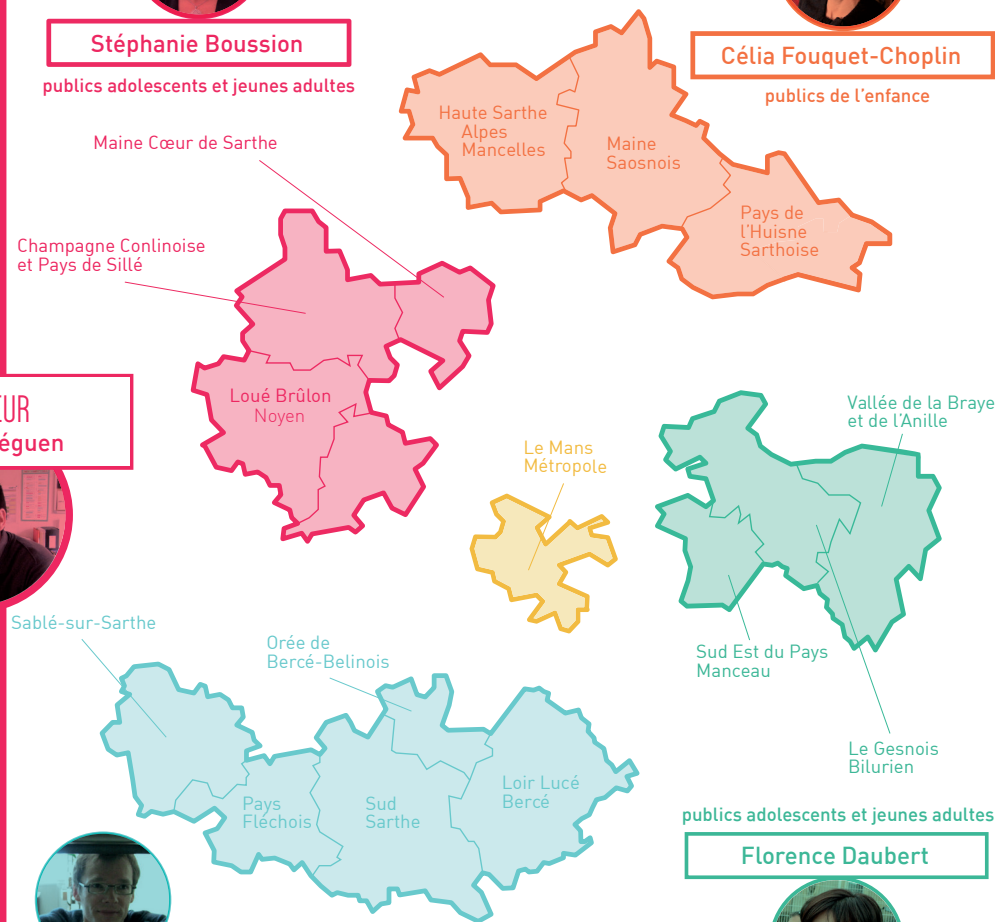 Stéphanie Boussion
publics adolescents et jeunes adultes
Célia Fouquet-Choplin
publics de l'enfance
Maine Cœur de Sarthe
Champagne Conlinoise
et Pays de Sillé
Haute Sarthe
Alpes
Mancelles
Maine
Saosnois
Pays de
l'Huisne
Sarthoise
Loué Brûlon
Noyen
Le Mans
Métropole
Vallée de la Braye
et de l'Anille
Sud Est du Pays
Manceau
Le Gesnois
Bilurien
Sablé-sur-Sarthe
Orée de
Bercé-Belinois
Pays
Fléchois
Sud
Sarthe
Loir Lucé
Bercé
publics adolescents et jeunes adultes
Florence Daubert